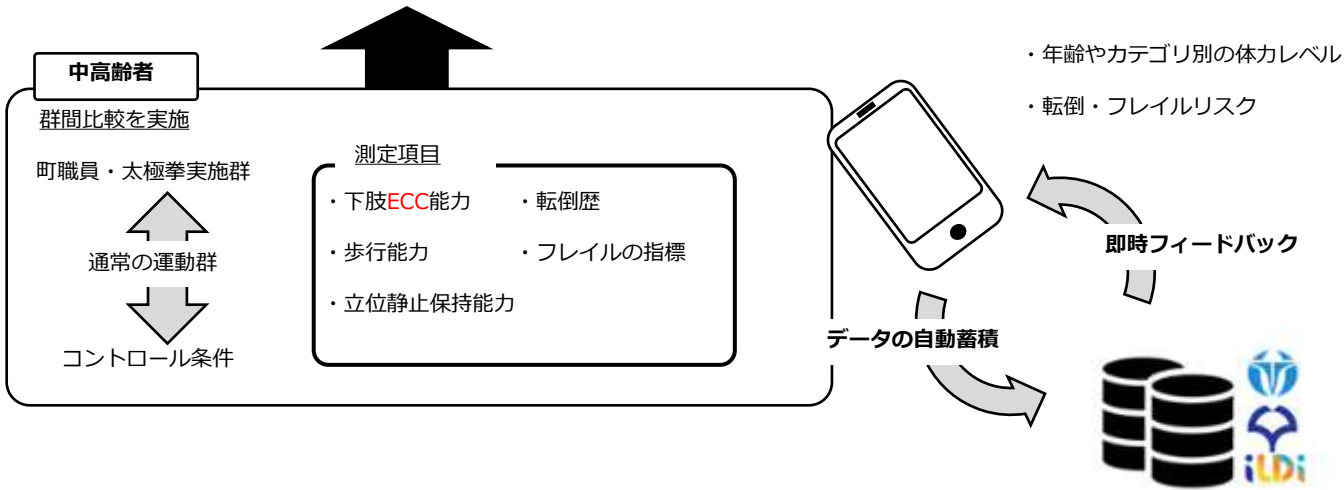 中高齢者
群間比較を実施
町職員・太極拳実施群
通常の運動群
コントロール条件
測定項目
・下肢ECC能力
・転倒歴
・歩行能力
・フレイルの指標
・立位静止保持能力
・年齢やカテゴリ別の体力レベル
・転倒・フレイルリスク
即時フィードバック
データの自動蓄積
iLDi